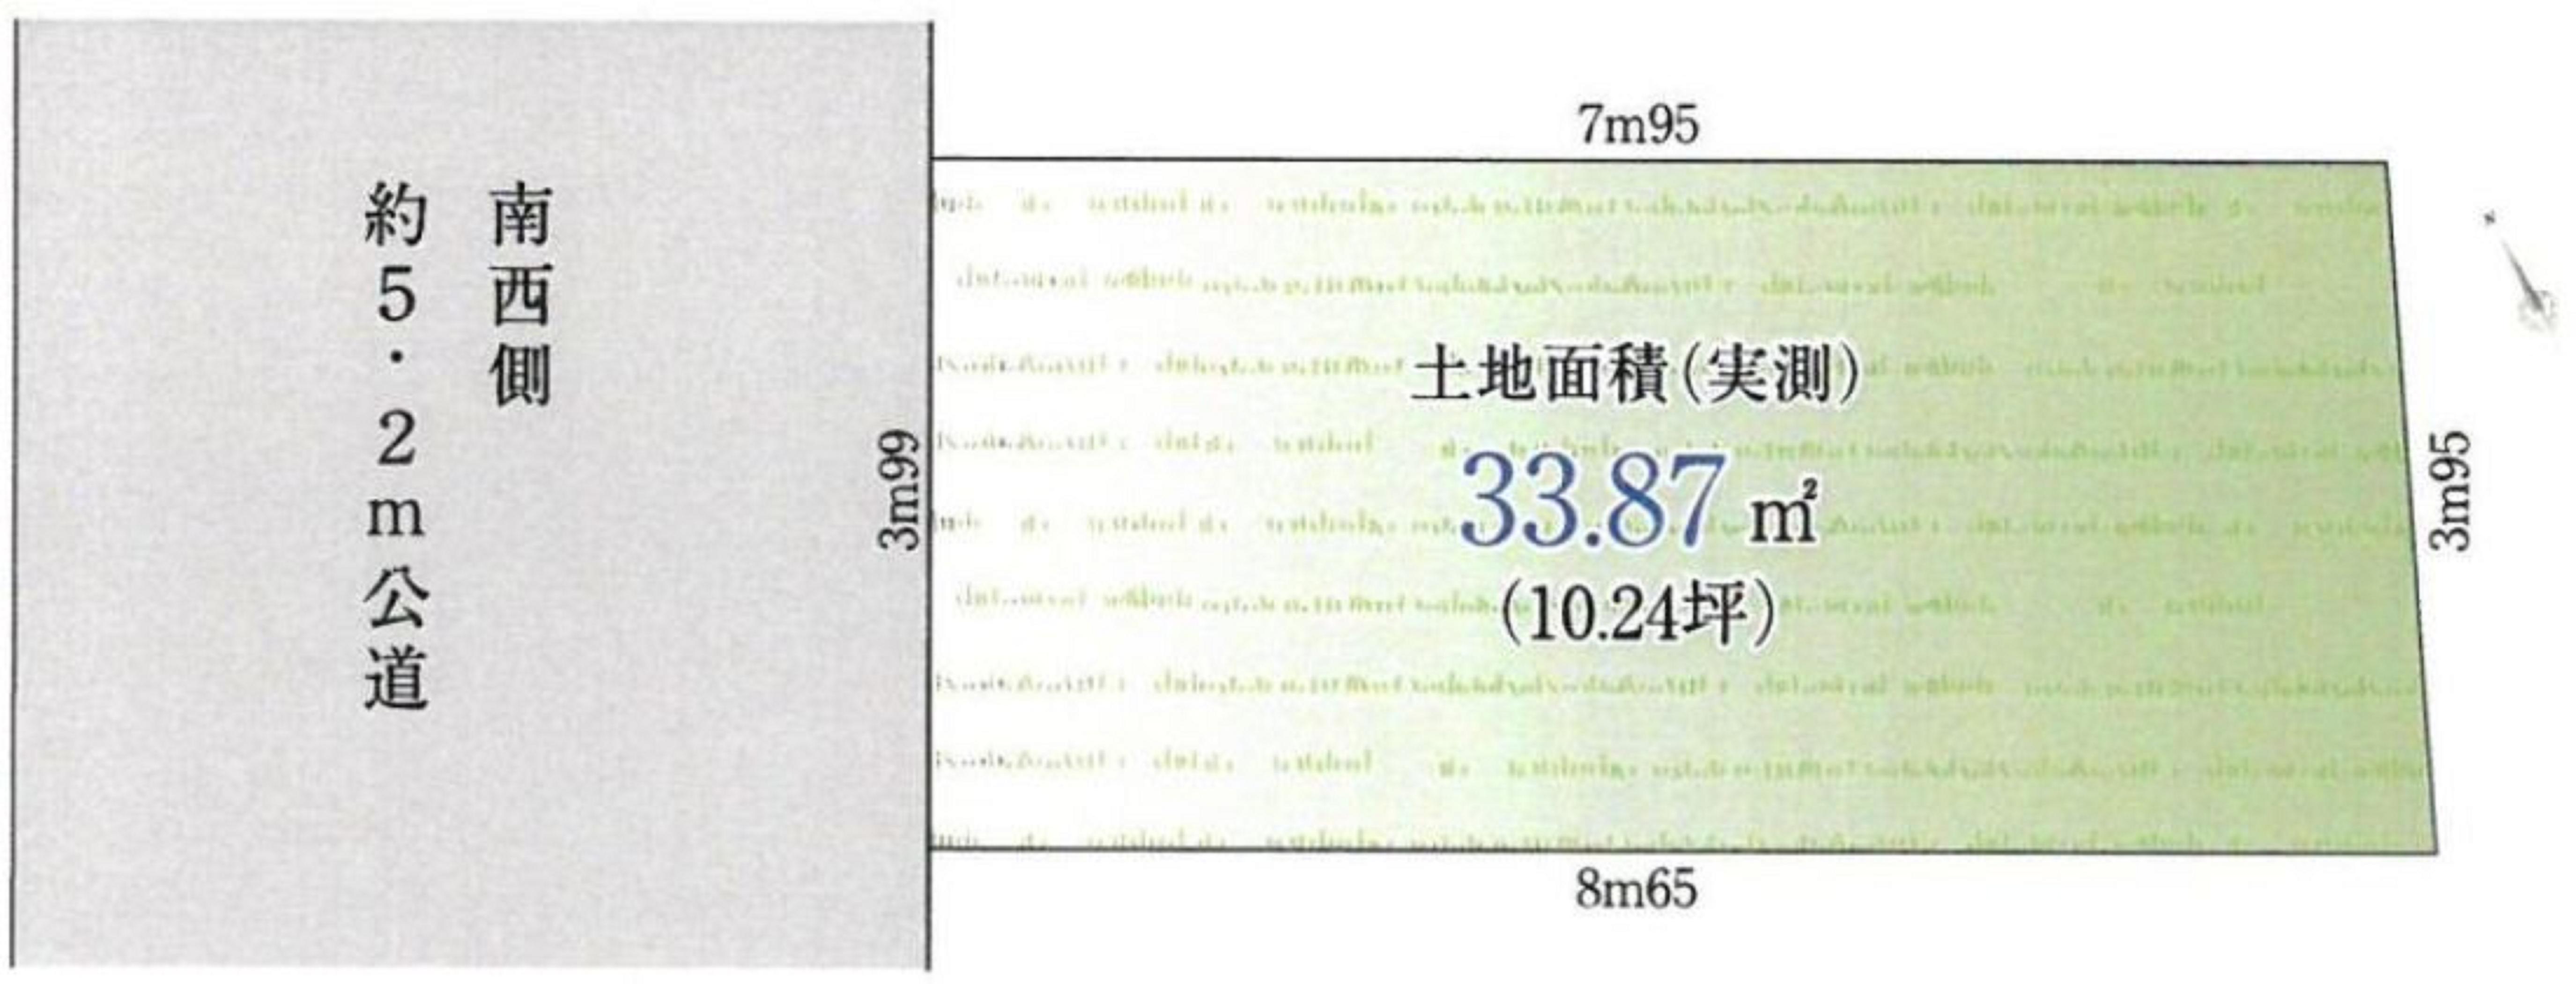 南西側
約5・2m公道
7m95
3m99
土地面積(実測)
33.87㎡
(10.24坪)
3m95
8m65